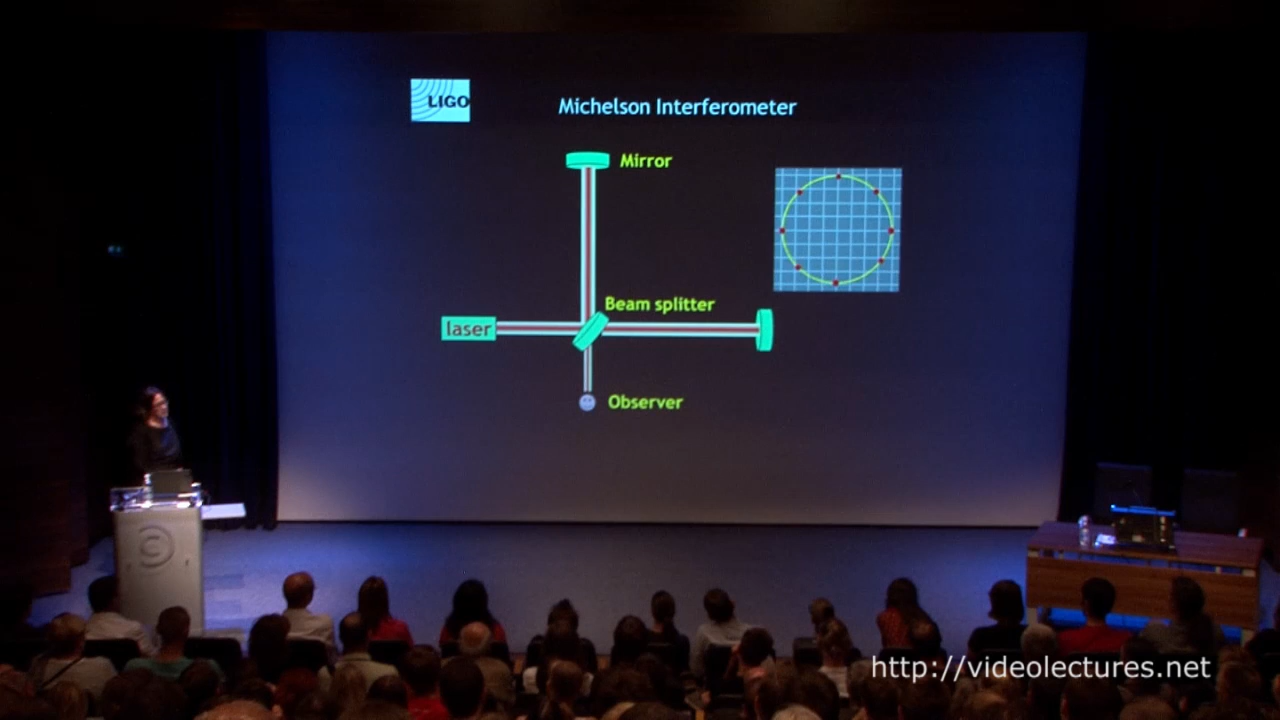 LIGO
Michelson Interferometer
Mirror
Beam splitter
laser
Observer
http://videolectures.net